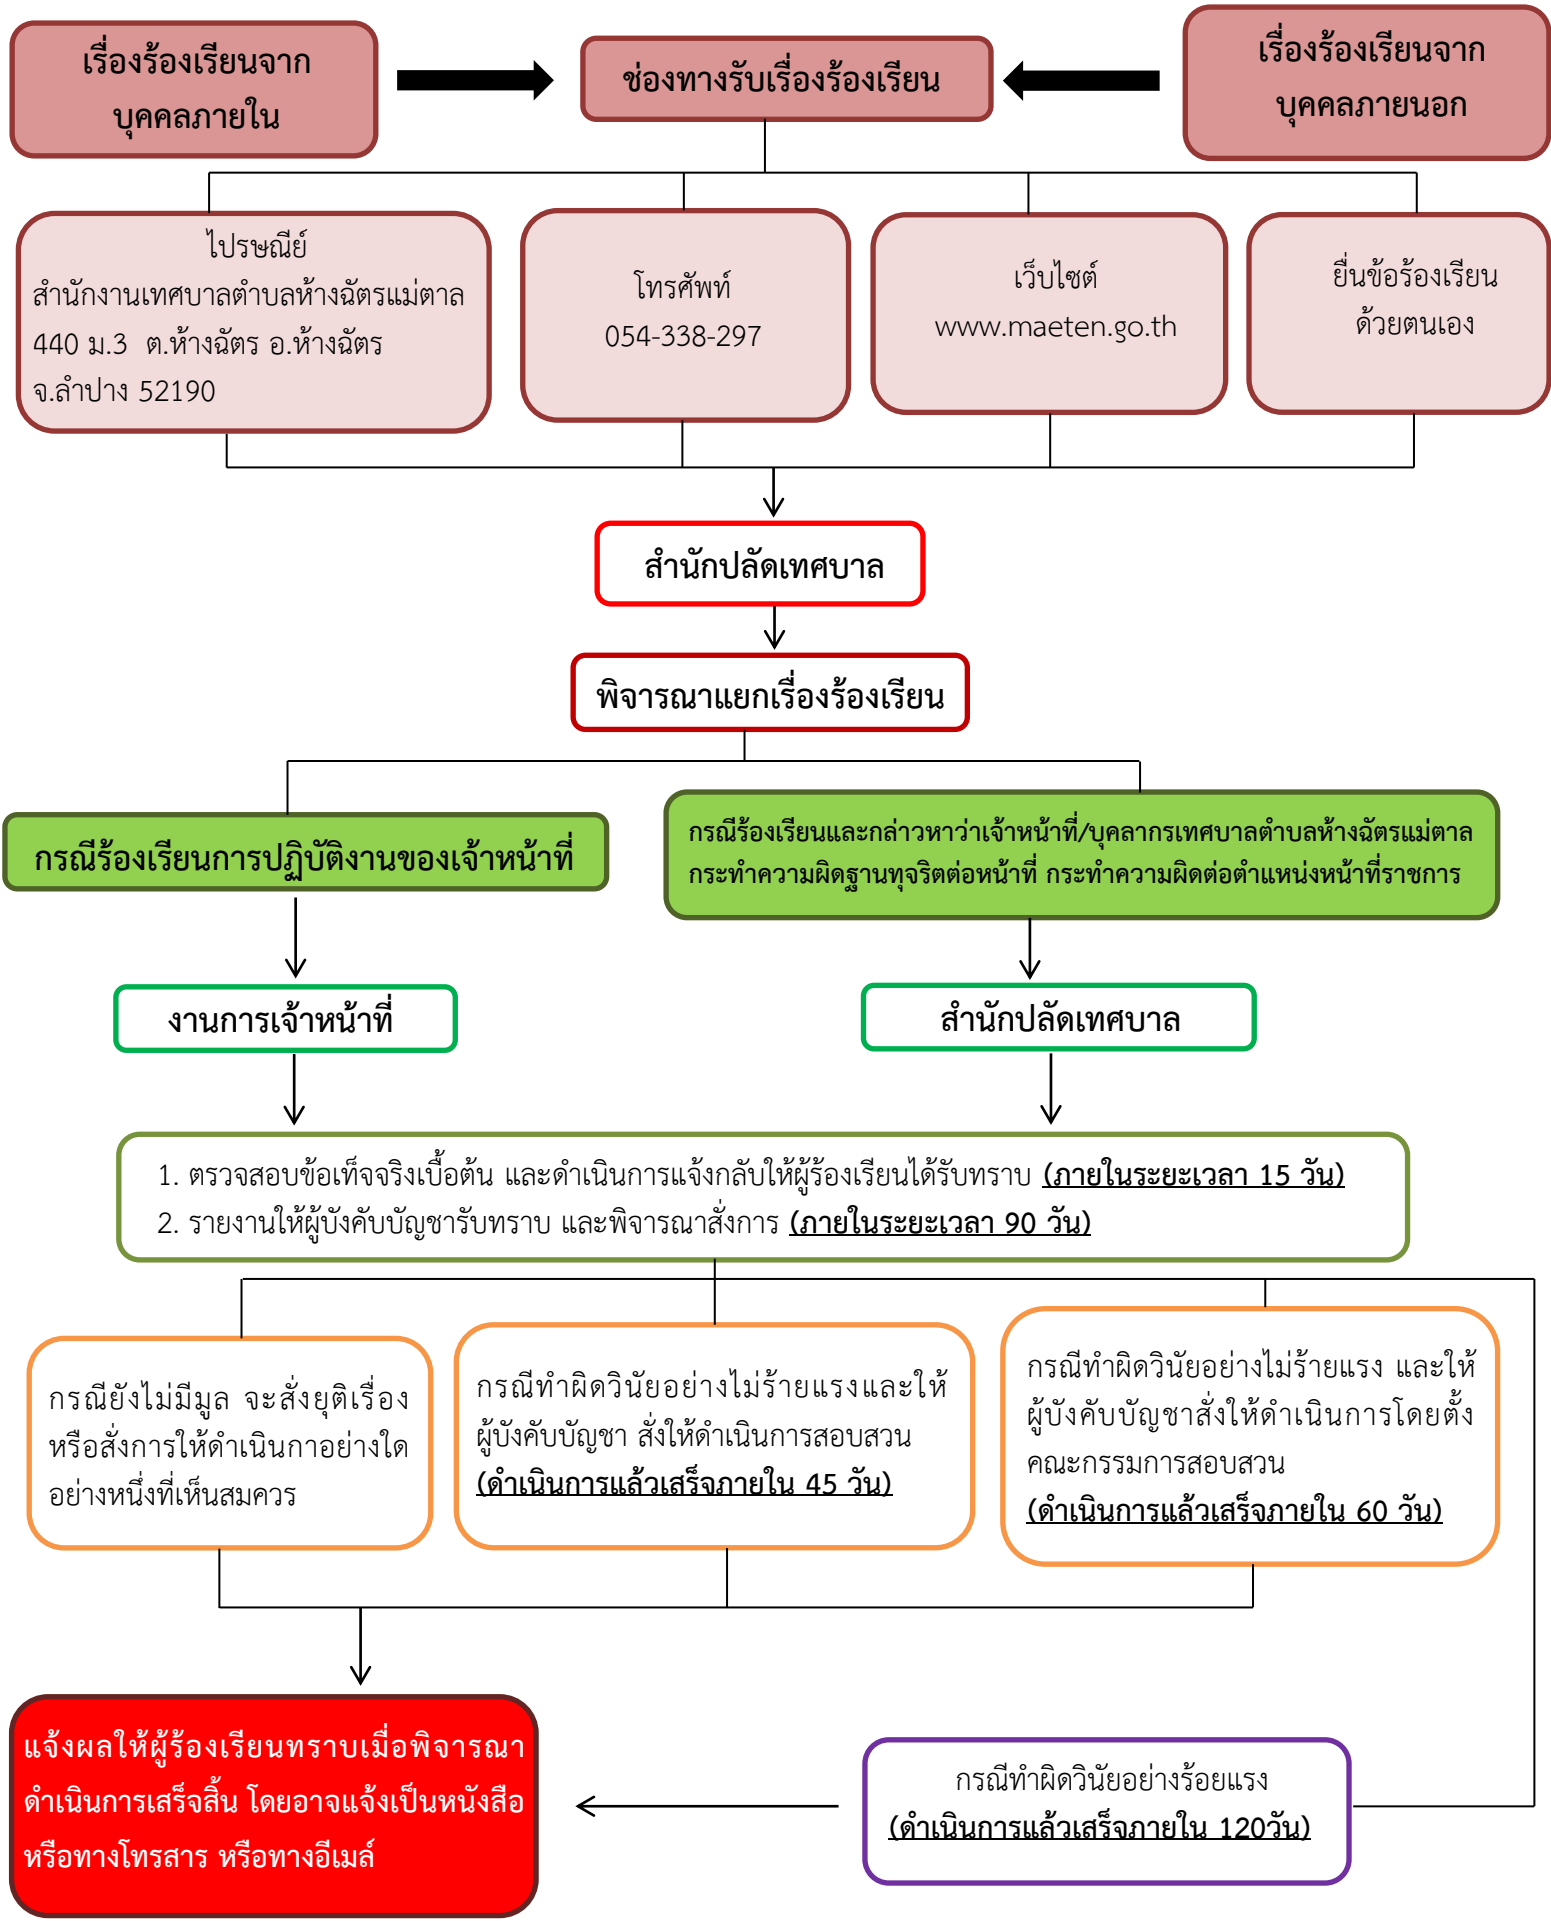 เรื่องร้องเรียนจาก
บุคคลภายใน
ช่องทางรับเรื่องร้องเรียน
เรื่องร้องเรียนจาก
บุคคลภายนอก
ไปรษณีย์
สำนักงานเทศบาลตำบลห้างฉัตรแม่ตาล
440 ม.3 ต.ห้างฉัตร อ.ห้างฉัตร
จ.ลำปาง 52190
โทรศัพท์
054-338-297
เว็บไซต์
www.maeten.go.th
ยื่นข้อร้องเรียน
ด้วยตนเอง
สำนักปลัดเทศบาล
พิจารณาแยกเรื่องร้องเรียน
กรณีร้องเรียนการปฏิบัติงานของเจ้าหน้าที่
กรณีร้องเรียนและกล่าวหาว่าเจ้าหน้าที่/บุคลากรเทศบาลตำบลห้างฉัตรแม่ตาล
กระทำความผิดฐานทุจริตต่อหน้าที่ กระทำความผิดต่อตำแหน่งหน้าที่ราชการ
งานการเจ้าหน้าที่
สำนักปลัดเทศบาล
1. ตรวจสอบข้อเท็จจริงเบื้อต้น และดำเนินการแจ้งกลับให้ผู้ร้องเรียนได้รับทราบ (ภายในระยะเวลา 15 วัน)
2. รายงานให้ผู้บังคับบัญชารับทราบ และพิจารณาสั่งการ (ภายในระยะเวลา 90 วัน)
กรณียังไม่มีมูล จะสั่งยุติเรื่อง
หรือสั่งการให้ดำเนินกาอย่างใด
อย่างหนึ่งที่เห็นสมควร
กรณีทำผิดวินัยอย่างไม่ร้ายแรงและให้
ผู้บังคับบัญชา สั่งให้ดำเนินการสอบสวน
(ดำเนินการแล้วเสร็จภายใน 45 วัน)
กรณีทำผิดวินัยอย่างไม่ร้ายแรง และให้
ผู้บังคับบัญชาสั่งให้ดำเนินการโดยตั้ง
คณะกรรมการสอบสวน
(ดำเนินการแล้วเสร็จภายใน 60 วัน)
แจ้งผลให้ผู้ร้องเรียนทราบเมื่อพิจารณา
ดำเนินการเสร็จสิ้น โดยอาจแจ้งเป็นหนังสือ
หรือทางโทรสาร หรือทางอีเมล์
กรณีทำผิดวินัยอย่างร้อยแรง
(ดำเนินการแล้วเสร็จภายใน 120วัน)